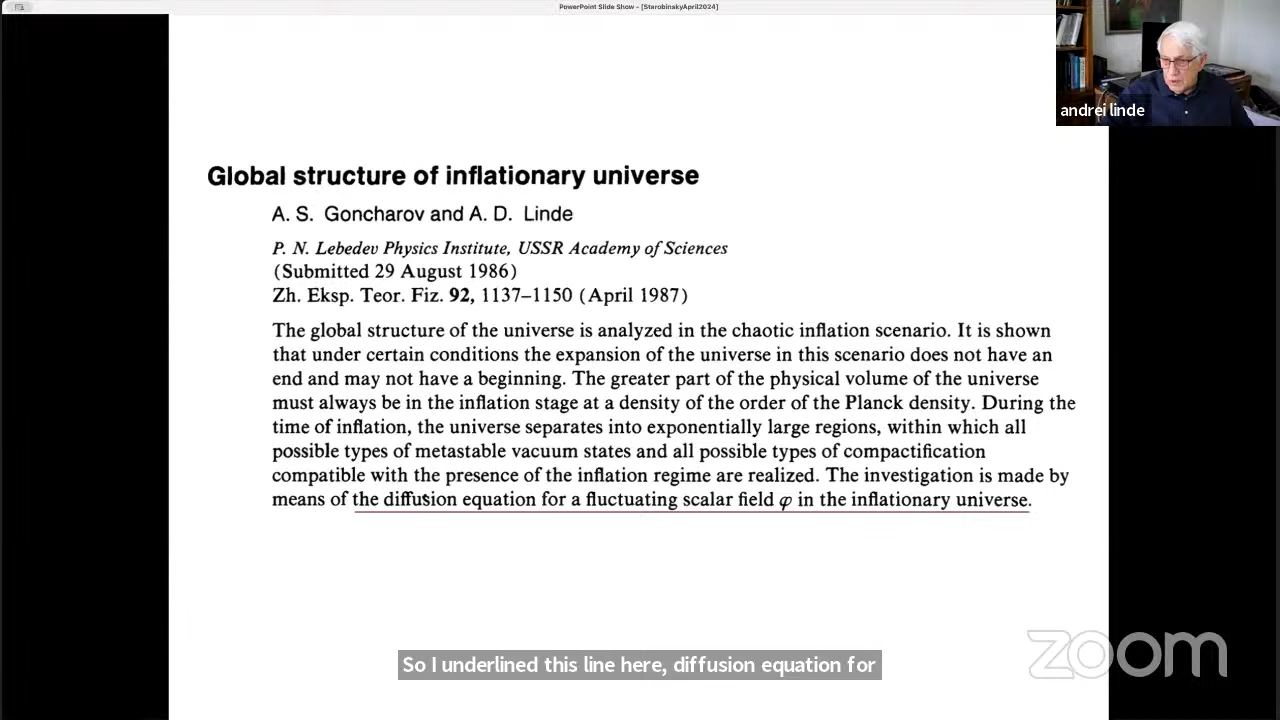 PowerPoint Slide Show - [StarobinskyApril2024]
andrei linde
Global structure of inflationary universe
A. S. Goncharov and A. D. Linde
P. N. Lebedev Physics Institute, USSR Academy of Sciences
(Submitted 29 August 1986)
Zh. Eksp. Teor. Fiz. 92, 1137–1150 (April 1987)
The global structure of the universe is analyzed in the chaotic inflation scenario. It is shown
that under certain conditions the expansion of the universe in this scenario does not have an
end and may not have a beginning. The greater part of the physical volume of the universe
must always be in the inflation stage at a density of the order of the Planck density. During the
time of inflation, the universe separates into exponentially large regions, within which all
possible types of metastable vacuum states and all possible types of compactification
compatible with the presence of the inflation regime are realized. The investigation is made by
means of the diffusion equation for a fluctuating scalar field φ in the inflationary universe.
So I underlined this line here, diffusion equation for
zoom